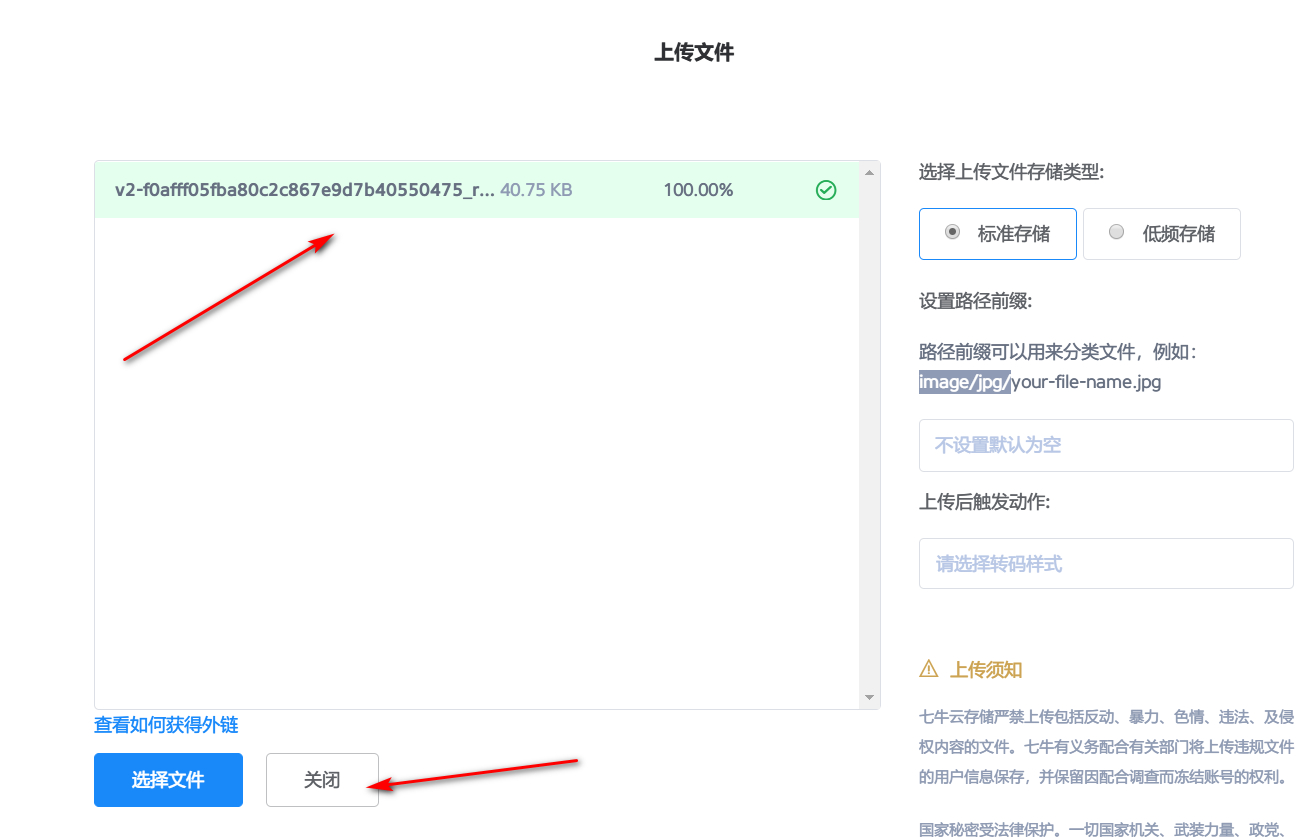 上传文件
v2-f0afff05fba80c2c867e9d7b40550475_r... 40.75 KB 100.00%
查看如何获得外链
选择文件 关闭
选择上传文件存储类型:
标准存储 低频存储
设置路径前缀:
路径前缀可以用来分类文件，例如：
image/jpg/your-file-name.jpg
不设置默认为空
上传后触发动作:
请选择转码样式
上传须知
七牛云存储严禁上传包括反动、暴力、色情、违法、及侵
权内容的文件。七牛有义务配合有关部门将上传违规文件
的用户信息保存，并保留因配合调查而冻结账号的权利。
国家秘密受法律保护。一切国家机关、武装力量、政党、